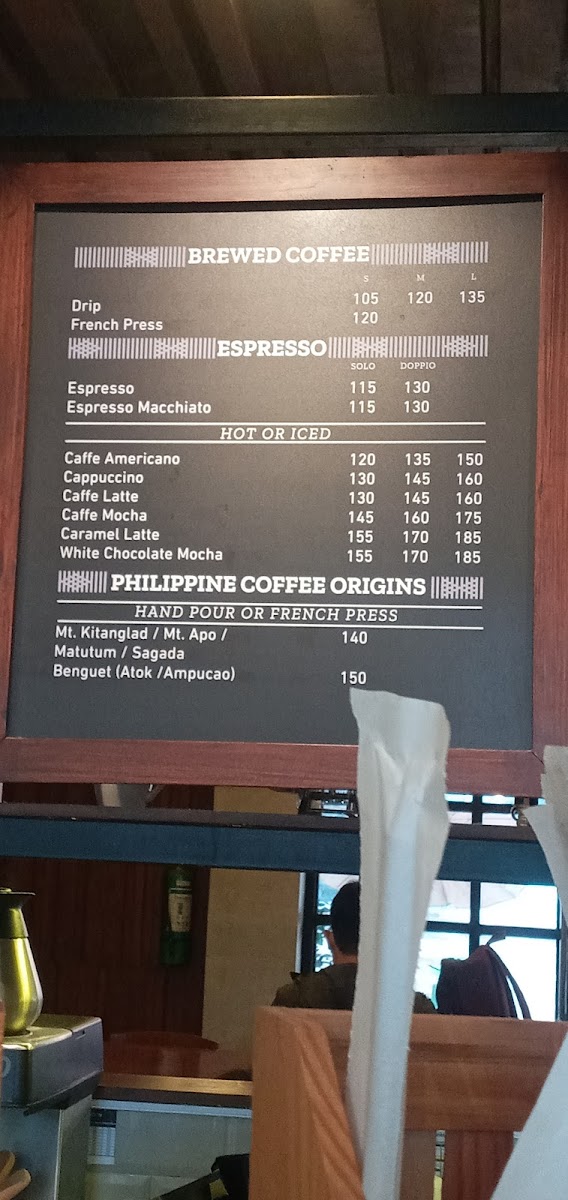 BREWED COFFEE
S M L
Drip 105 120 135
French Press 120
ESPRESSO
SOLO DOPPIO
Espresso 115 130
Espresso Macchiato 115 130
HOT OR ICED
Caffe Americano 120 135 150
Cappuccino 130 145 160
Caffe Latte 130 145 160
Caffe Mocha 145 160 175
Caramel Latte 155 170 185
White Chocolate Mocha 155 170 185
PHILIPPINE COFFEE ORIGINS
HAND POUR OR FRENCH PRESS
Mt. Kitanglad / Mt. Apo / 140
Matutum / Sagada
Benguet (Atok /Ampucao) 150